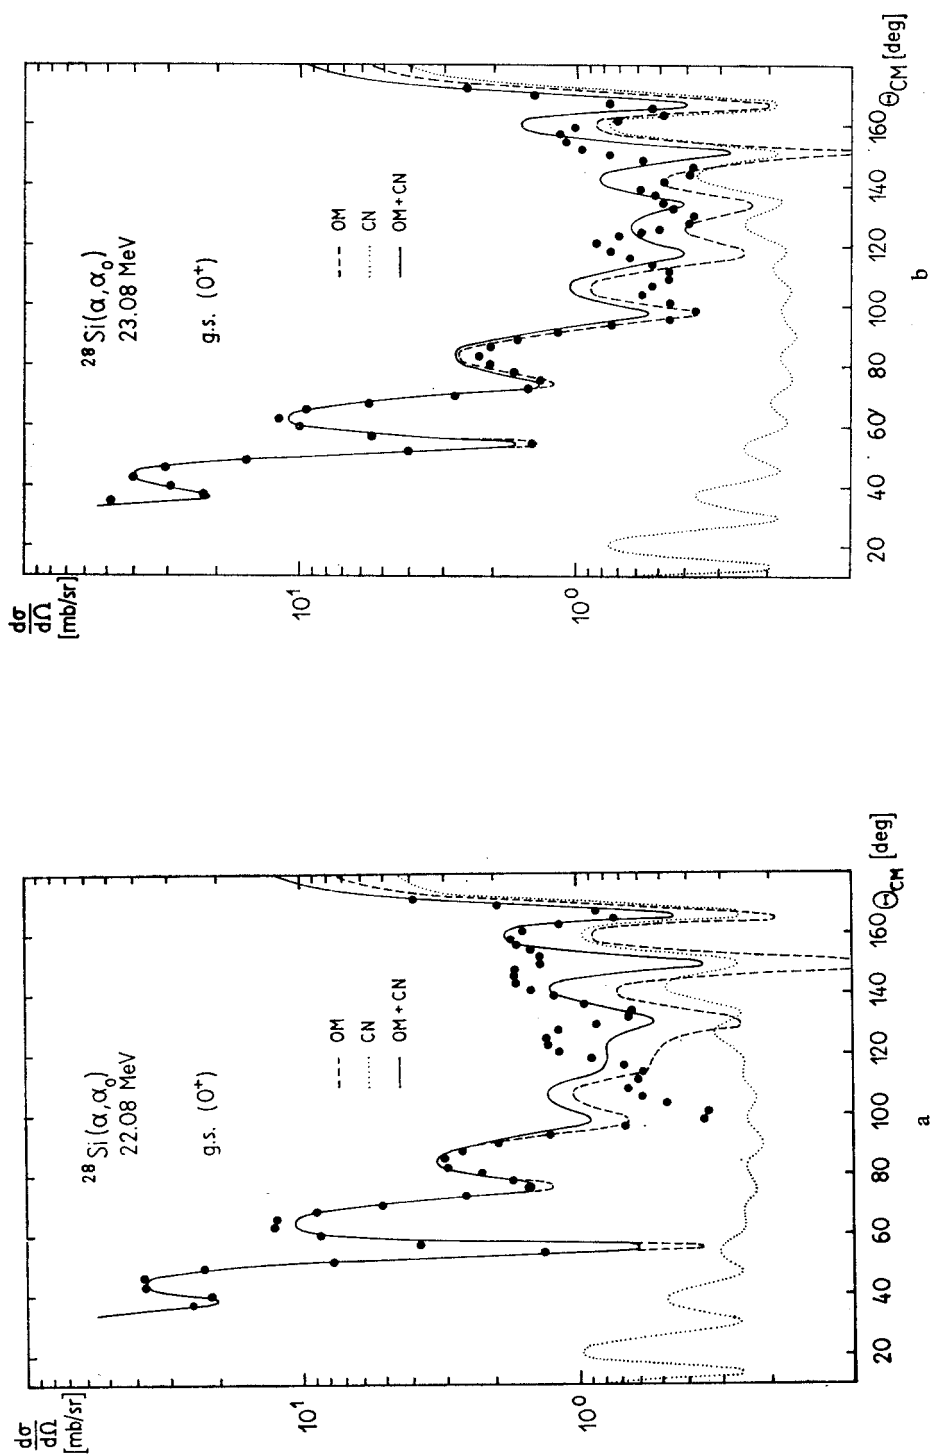 dσ
dΩ
[mb/sr]
²⁸Si(α,α₀)
22.08 MeV
g.s. (0⁺)
OM
CN
OM+CN
10¹
10⁰
20
40
60
80
100
120
140
160
Θ_CM [deg]
a
dσ
dΩ
[mb/sr]
²⁸Si(α,α₀)
23.08 MeV
g.s. (0⁺)
OM
CN
OM+CN
10¹
10⁰
20
40
60
80
100
120
140
160
Θ_CM [deg]
b